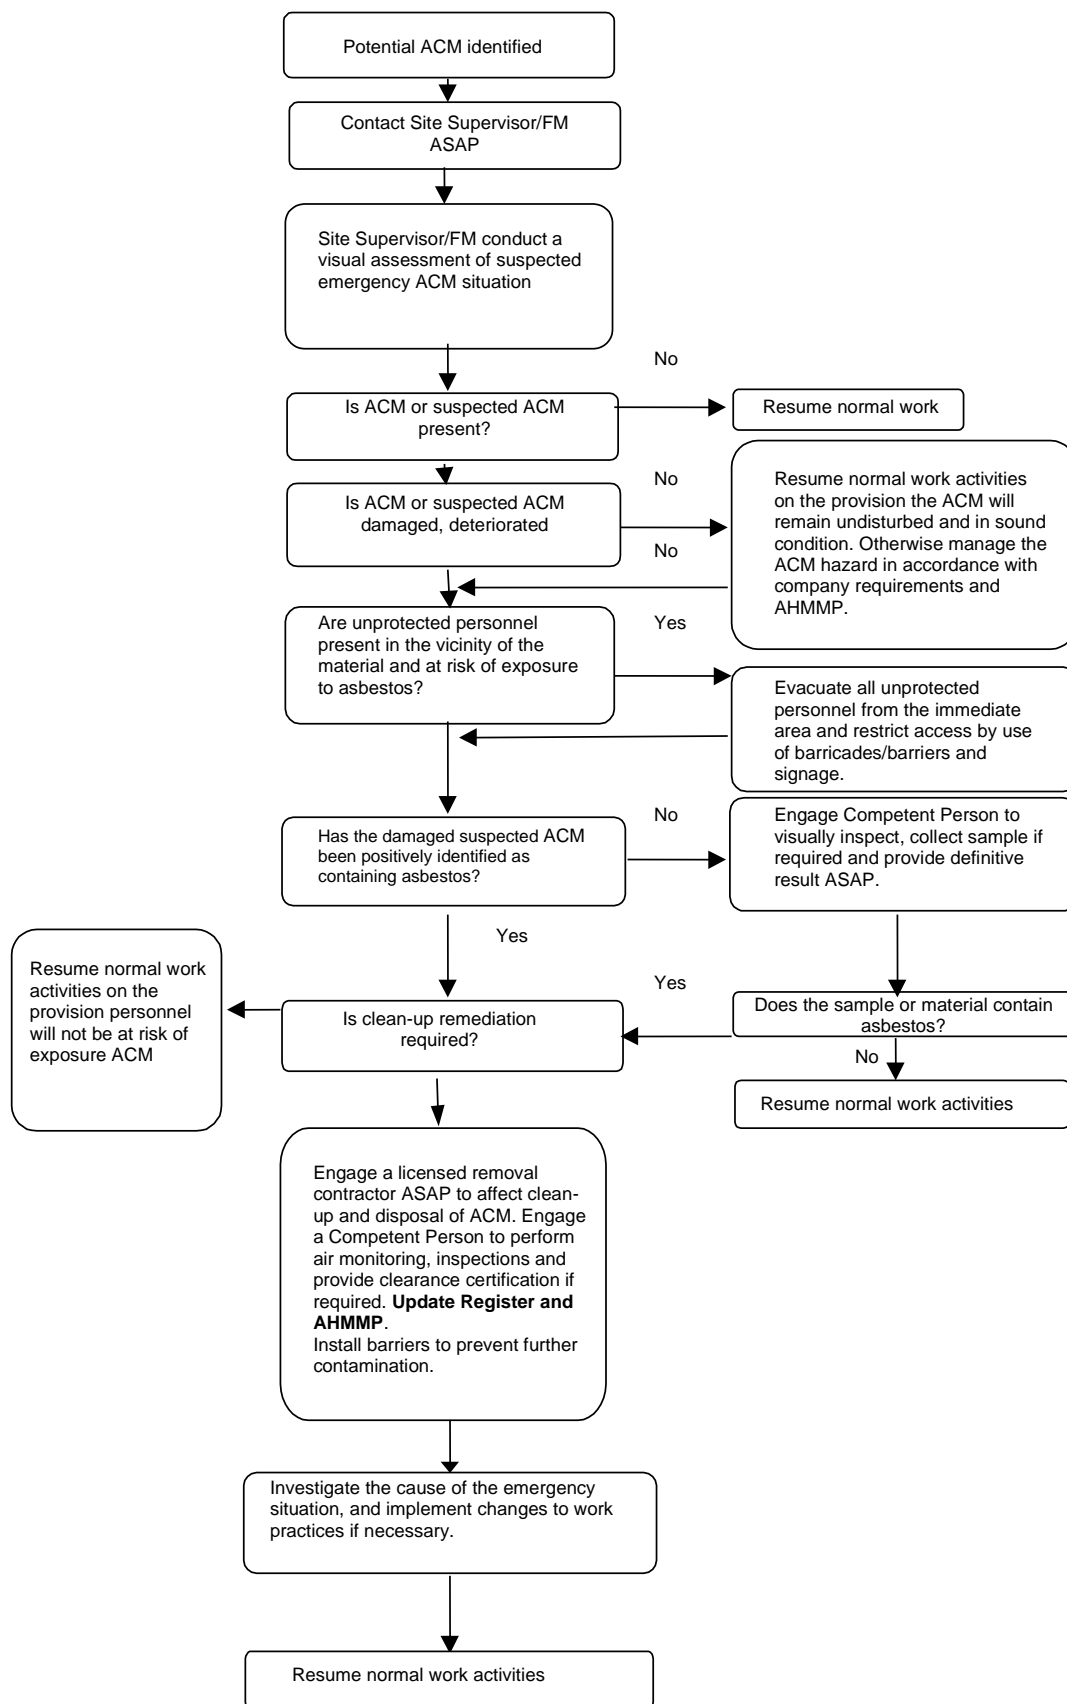 Potential ACM identified
Contact Site Supervisor/FM
ASAP
Site Supervisor/FM conduct a
visual assessment of suspected
emergency ACM situation
No
Is ACM or suspected ACM
present?
Resume normal work
No
Is ACM or suspected ACM
damaged, deteriorated
Resume normal work activities
on the provision the ACM will
remain undisturbed and in sound
condition. Otherwise manage the
ACM hazard in accordance with
company requirements and
AHMMP.
No
Are unprotected personnel
present in the vicinity of the
material and at risk of exposure
to asbestos?
Yes
Evacuate all unprotected
personnel from the immediate
area and restrict access by use
of barricades/barriers and
signage.
Has the damaged suspected ACM
been positively identified as
containing asbestos?
No
Engage Competent Person to
visually inspect, collect sample if
required and provide definitive
result ASAP.
Yes
Resume normal work
activities on the
provision personnel
will not be at risk of
exposure ACM
Is clean-up remediation
required?
Yes
Does the sample or material contain
asbestos?
No
Resume normal work activities
Engage a licensed removal
contractor ASAP to affect clean-
up and disposal of ACM. Engage
a Competent Person to perform
air monitoring, inspections and
provide clearance certification if
required. Update Register and
AHMMP.
Install barriers to prevent further
contamination.
Investigate the cause of the emergency
situation, and implement changes to work
practices if necessary.
Resume normal work activities